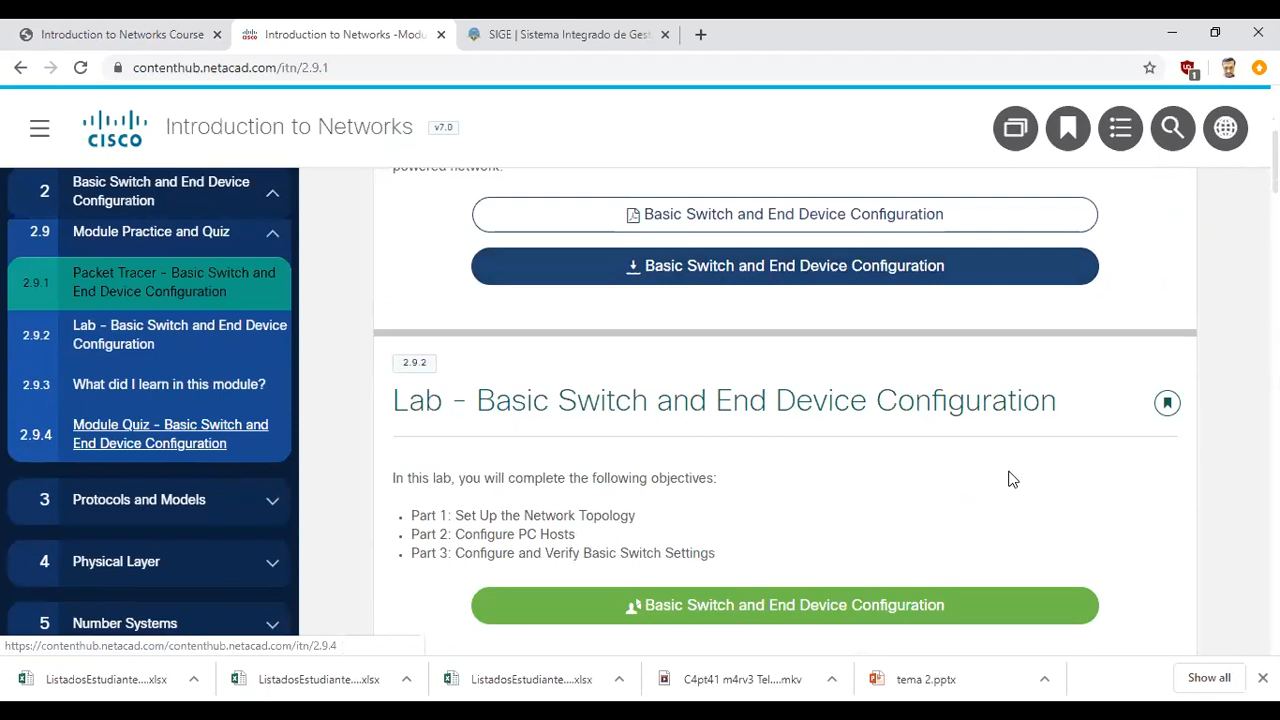 Introduction to Networks Course
Introduction to Networks -Modu
SIGE | Sistema Integrado de Gest
contenthub.netacad.com/itn/2.9.1
1
CISCO
Introduction to Networks
v7.0
2
Basic Switch and End Device
Configuration
2.9
Module Practice and Quiz
2.9.1
Packet Tracer - Basic Switch and
End Device Configuration
2.9.2
Lab - Basic Switch and End Device
Configuration
2.9.3
What did I learn in this module?
2.9.4
Module Quiz - Basic Switch and
End Device Configuration
3
Protocols and Models
4
Physical Layer
5
Number Systems
powered network.
Basic Switch and End Device Configuration
Basic Switch and End Device Configuration
2.9.2
Lab - Basic Switch and End Device Configuration
In this lab, you will complete the following objectives:
• Part 1: Set Up the Network Topology
• Part 2: Configure PC Hosts
• Part 3: Configure and Verify Basic Switch Settings
Basic Switch and End Device Configuration
https://contenthub.netacad.com/contenthub.netacad.com/itn/2.9.4
ListadosEstudiante....xlsx
ListadosEstudiante....xlsx
ListadosEstudiante....xlsx
C4pt41 m4rv3 Tel....mkv
tema 2.pptx
Show all